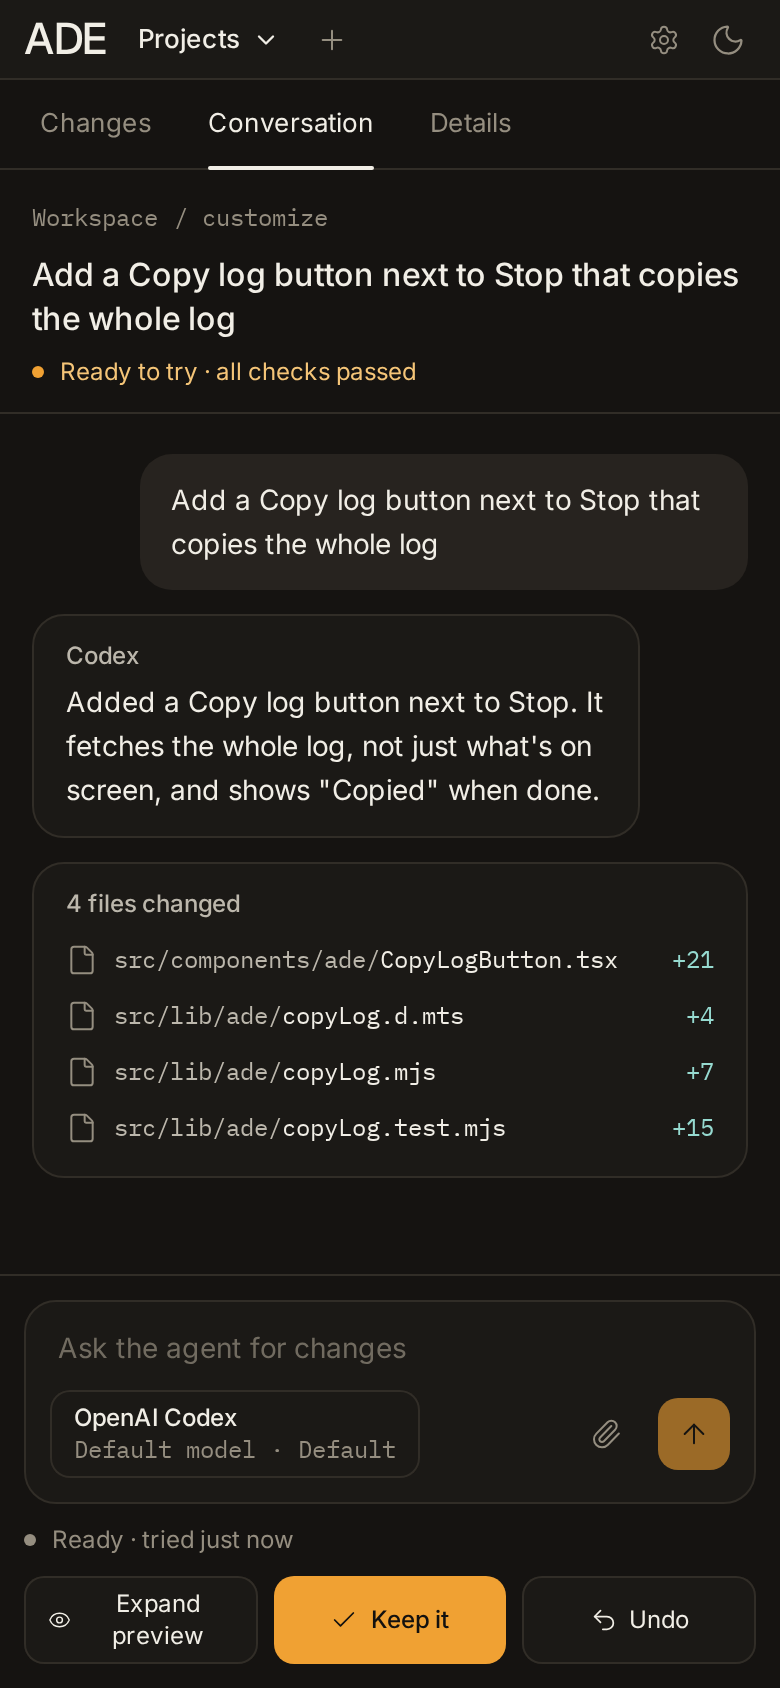 ADE Projects
Changes Conversation Details
Workspace / customize
Add a Copy log button next to Stop that copies
the whole log
Ready to try · all checks passed
Add a Copy log button next to Stop that
copies the whole log
Codex
Added a Copy log button next to Stop. It
fetches the whole log, not just what's on
screen, and shows "Copied" when done.
4 files changed
src/components/ade/CopyLogButton.tsx +21
src/lib/ade/copyLog.d.mts +4
src/lib/ade/copyLog.mjs +7
src/lib/ade/copyLog.test.mjs +15
Ask the agent for changes
OpenAI Codex
Default model · Default
Ready · tried just now
Expand
preview
Keep it
Undo